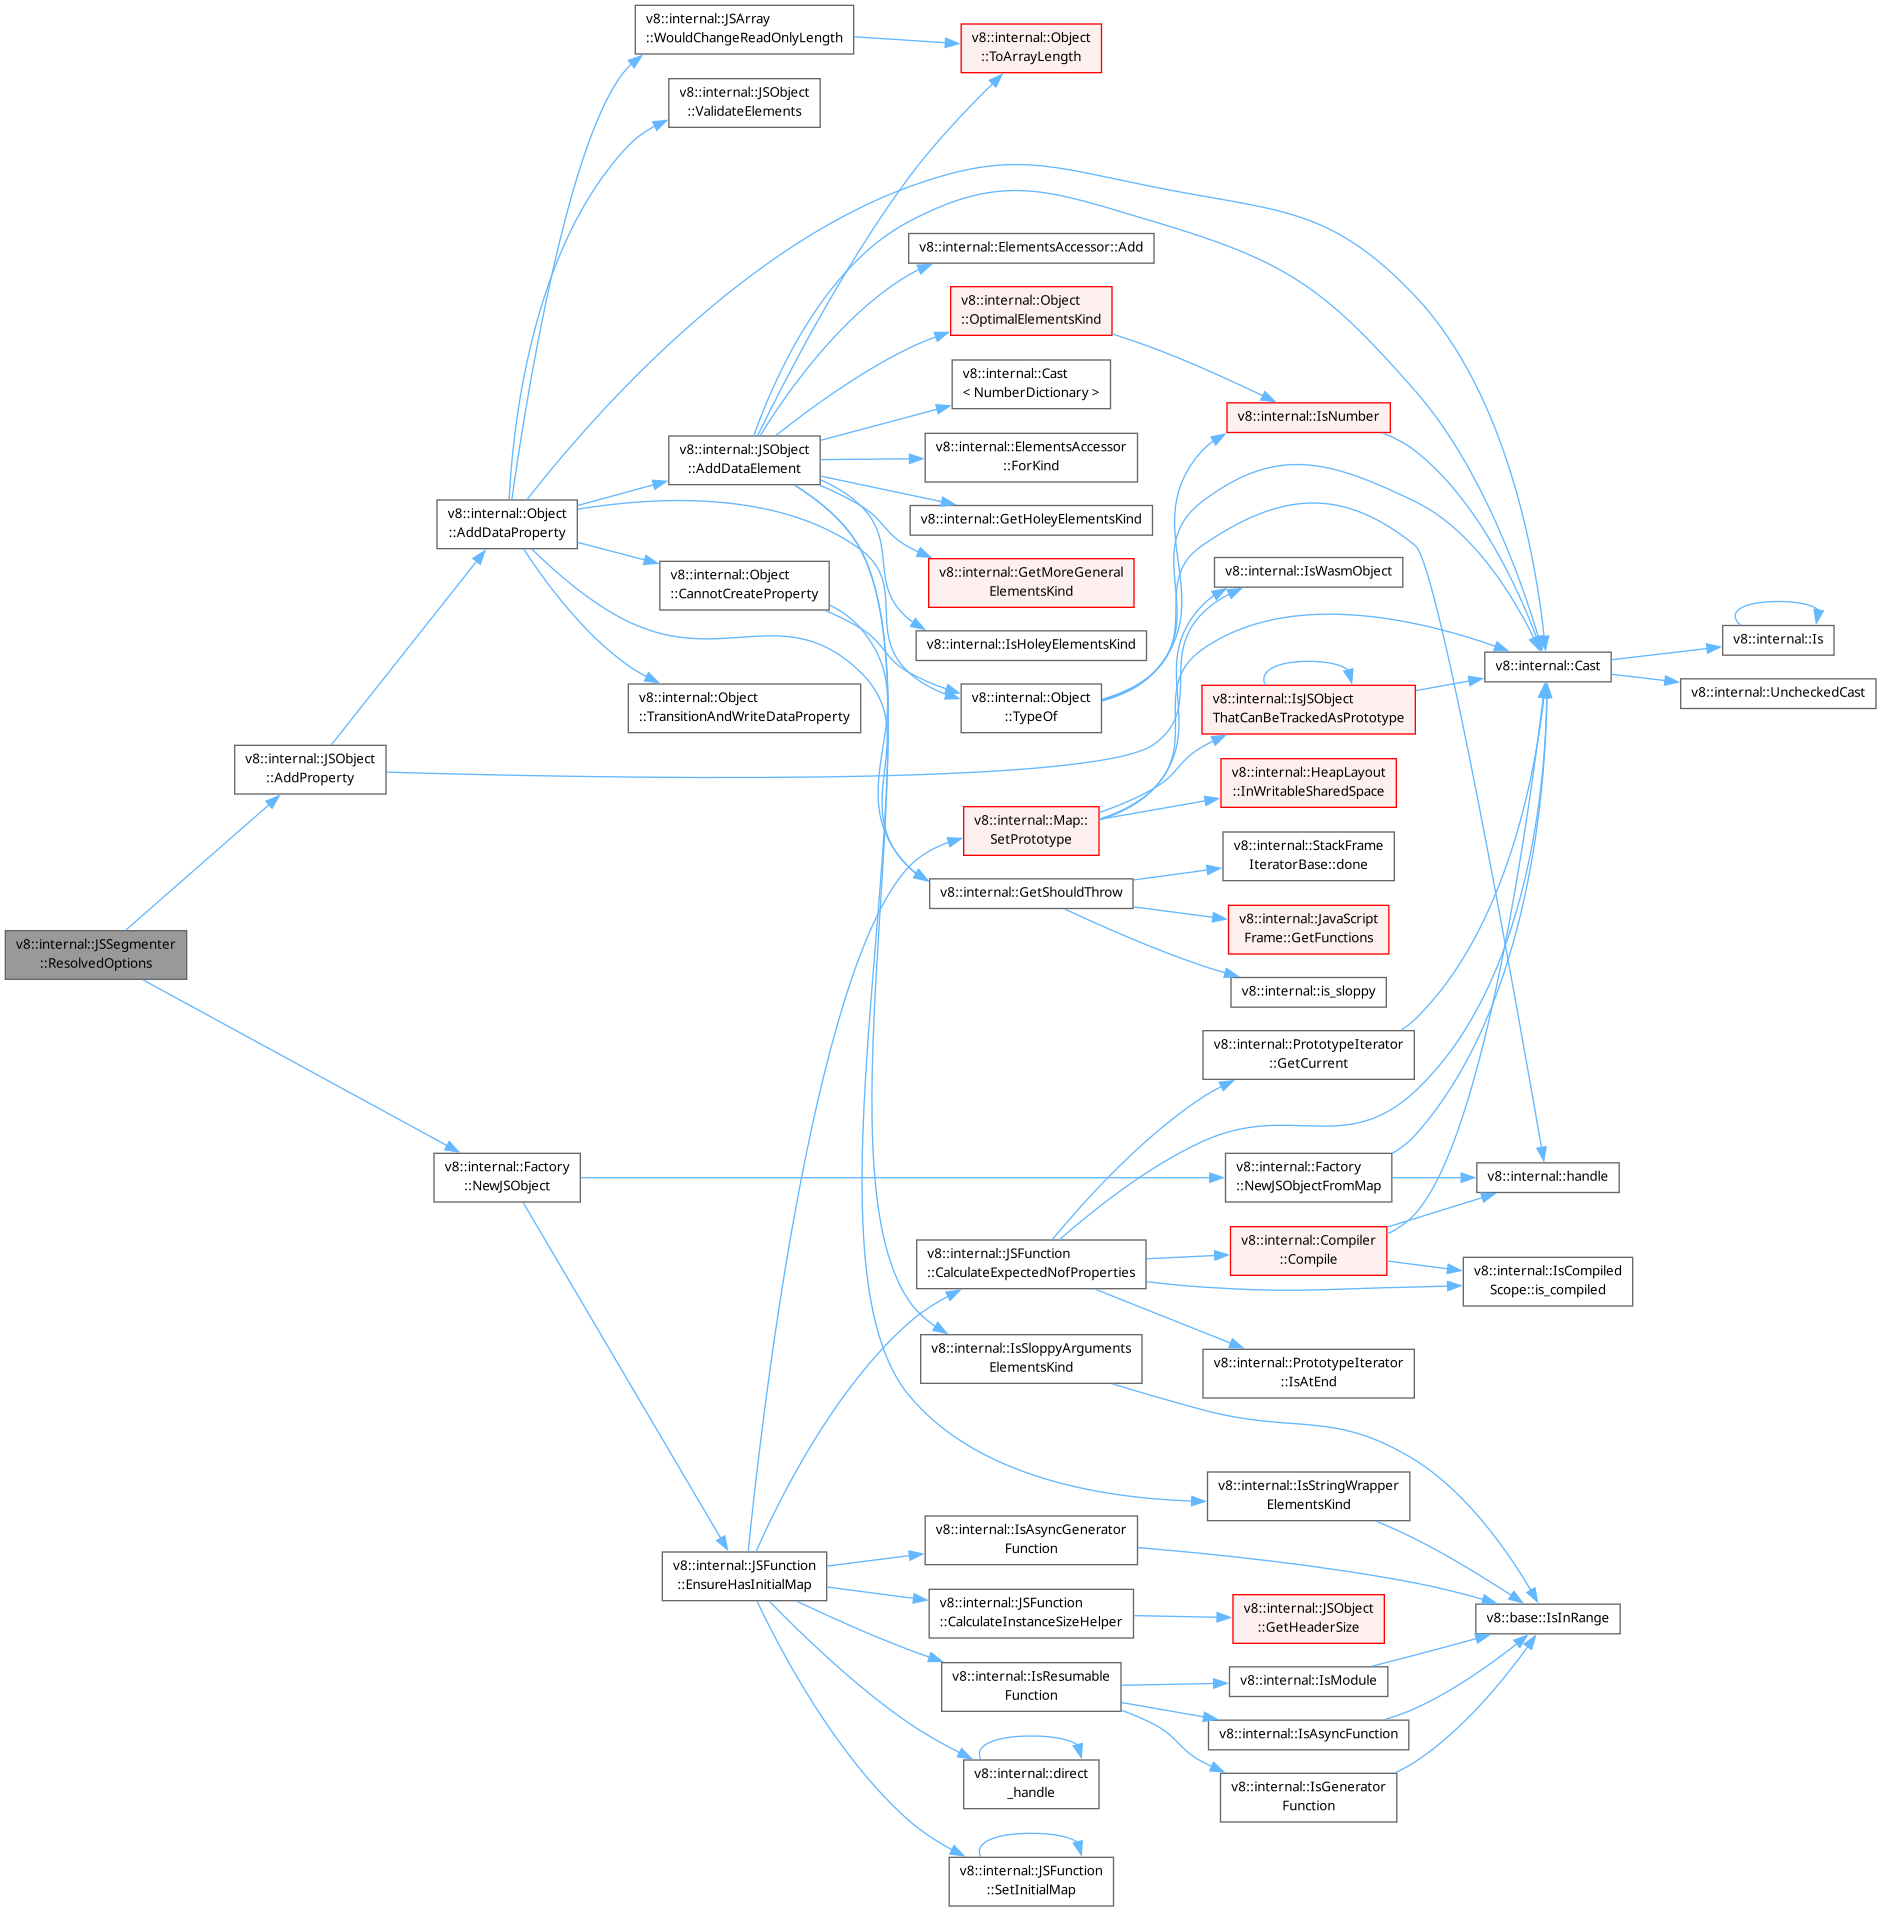 v8::internal::JSArray
::WouldChangeReadOnlyLength
v8::internal::Object
::ToArrayLength
v8::internal::JSObject
::ValidateElements
v8::internal::ElementsAccessor::Add
v8::internal::Object
::OptimalElementsKind
v8::internal::Cast
< NumberDictionary >
v8::internal::IsNumber
v8::internal::JSObject
::AddDataElement
v8::internal::ElementsAccessor
::ForKind
v8::internal::Object
::AddDataProperty
v8::internal::GetHoleyElementsKind
v8::internal::Object
::CannotCreateProperty
v8::internal::GetMoreGeneral
ElementsKind
v8::internal::IsWasmObject
v8::internal::IsHoleyElementsKind
v8::internal::Is
v8::internal::Cast
v8::internal::UncheckedCast
v8::internal::Object
::TransitionAndWriteDataProperty
v8::internal::Object
::TypeOf
v8::internal::IsJSObject
ThatCanBeTrackedAsPrototype
v8::internal::JSObject
::AddProperty
v8::internal::HeapLayout
::InWritableSharedSpace
v8::internal::Map::
SetPrototype
v8::internal::StackFrame
IteratorBase::done
v8::internal::GetShouldThrow
v8::internal::JavaScript
Frame::GetFunctions
v8::internal::JSSegmenter
::ResolvedOptions
v8::internal::is_sloppy
v8::internal::PrototypeIterator
::GetCurrent
v8::internal::Factory
::NewJSObject
v8::internal::Factory
::NewJSObjectFromMap
v8::internal::handle
v8::internal::JSFunction
::CalculateExpectedNofProperties
v8::internal::Compiler
::Compile
v8::internal::IsCompiled
Scope::is_compiled
v8::internal::IsSloppyArguments
ElementsKind
v8::internal::PrototypeIterator
::IsAtEnd
v8::internal::IsStringWrapper
ElementsKind
v8::internal::IsAsyncGenerator
Function
v8::internal::JSFunction
::EnsureHasInitialMap
v8::internal::JSFunction
::CalculateInstanceSizeHelper
v8::internal::JSObject
::GetHeaderSize
v8::base::IsInRange
v8::internal::IsResumable
Function
v8::internal::IsModule
v8::internal::IsAsyncFunction
v8::internal::direct
_handle
v8::internal::IsGenerator
Function
v8::internal::JSFunction
::SetInitialMap